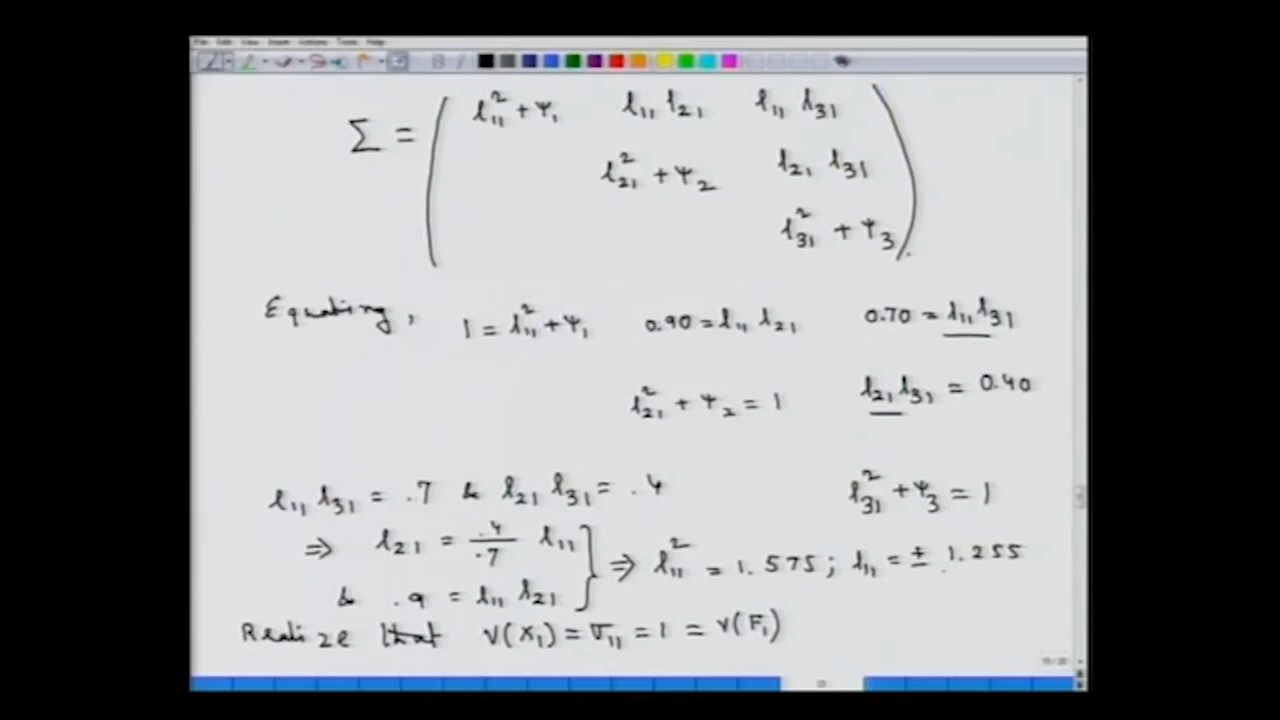 l₁₁² + Ψ₁ l₁₁ l₂₁ l₁₁ l₃₁
Σ =
l₂₁² + Ψ₂ l₂₁ l₃₁
l₃₁² + Ψ₃
Equating, 1 = l₁₁² + Ψ₁ 0.90 = l₁₁ l₂₁ 0.70 = l₁₁ l₃₁
l₂₁² + Ψ₂ = 1 l₂₁ l₃₁ = 0.40
l₃₁² + Ψ₃ = 1
l₁₁ l₃₁ = .7 & l₂₁ l₃₁ = .4
⇒ l₂₁ = .4/.7 l₁₁ } ⇒ l₁₁² = 1.575; l₁₁ = ± 1.255
& .9 = l₁₁ l₂₁
Realize that V(X₁) = σ₁₁ = 1 = V(F₁)